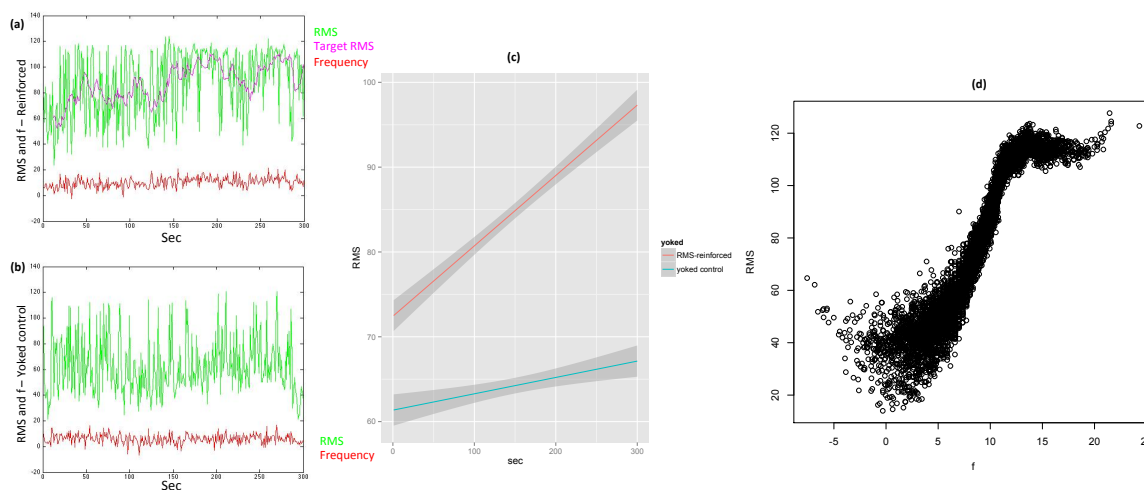 (a)
140
120
100
80
60
40
20
0
-20
RMS and f – Reinforced
0 50 100 150 200 250 300
Sec
RMS
Target RMS
Frequency
(b)
140
120
100
80
60
40
20
0
-20
RMS and f – Yoked control
0 50 100 150 200 250 300
Sec
RMS
Frequency
(c)
100
90
80
70
60
RMS
0 100 200 300
sec
yoked
RMS-reinforced
yoked control
(d)
120
100
80
60
40
20
RMS
-5 0 5 10 15 20 25
f